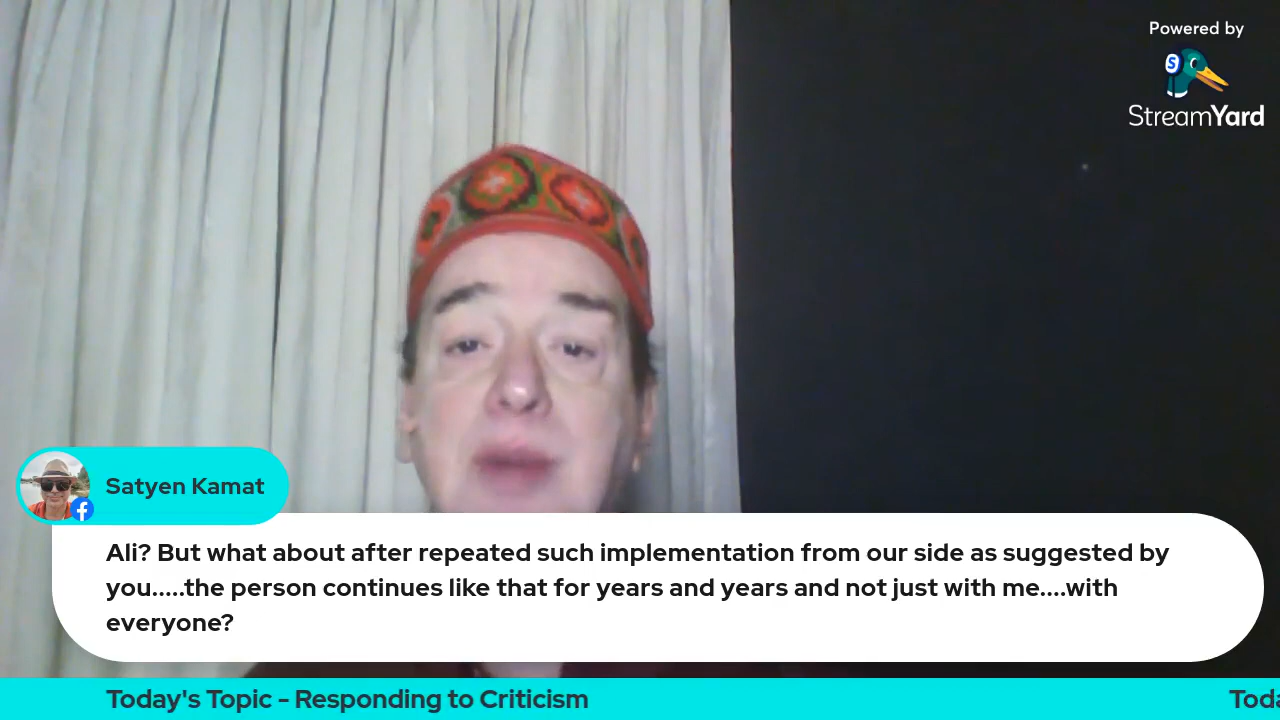 Powered by
S
StreamYard
Satyen Kamat
Ali? But what about after repeated such implementation from our side as suggested by
you.....the person continues like that for years and years and not just with me....with
everyone?
Today's Topic - Responding to Criticism
Toda